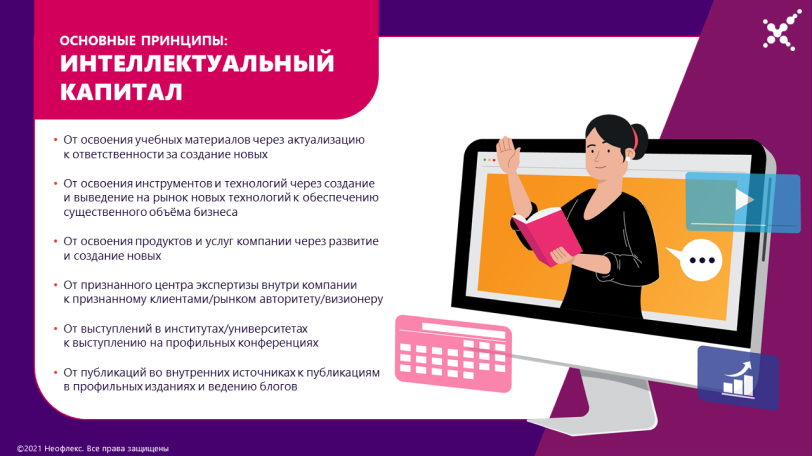 ОСНОВНЫЕ ПРИНЦИПЫ:
ИНТЕЛЛЕКТУАЛЬНЫЙ
КАПИТАЛ
• От освоения учебных материалов через актуализацию
к ответственности за создание новых
• От освоения инструментов и технологий через создание
и выведение на рынок новых технологий к обеспечению
существенного объёма бизнеса
• От освоения продуктов и услуг компании через развитие
и создание новых
• От признанного центра экспертизы внутри компании
к признанному клиентами/рынком авторитету/визионеру
• От выступлений в институтах/университетах
к выступлению на профильных конференциях
• От публикаций во внутренних источниках к публикациям
в профильных изданиях и ведению блогов
©2021 Неофлекс. Все права защищены